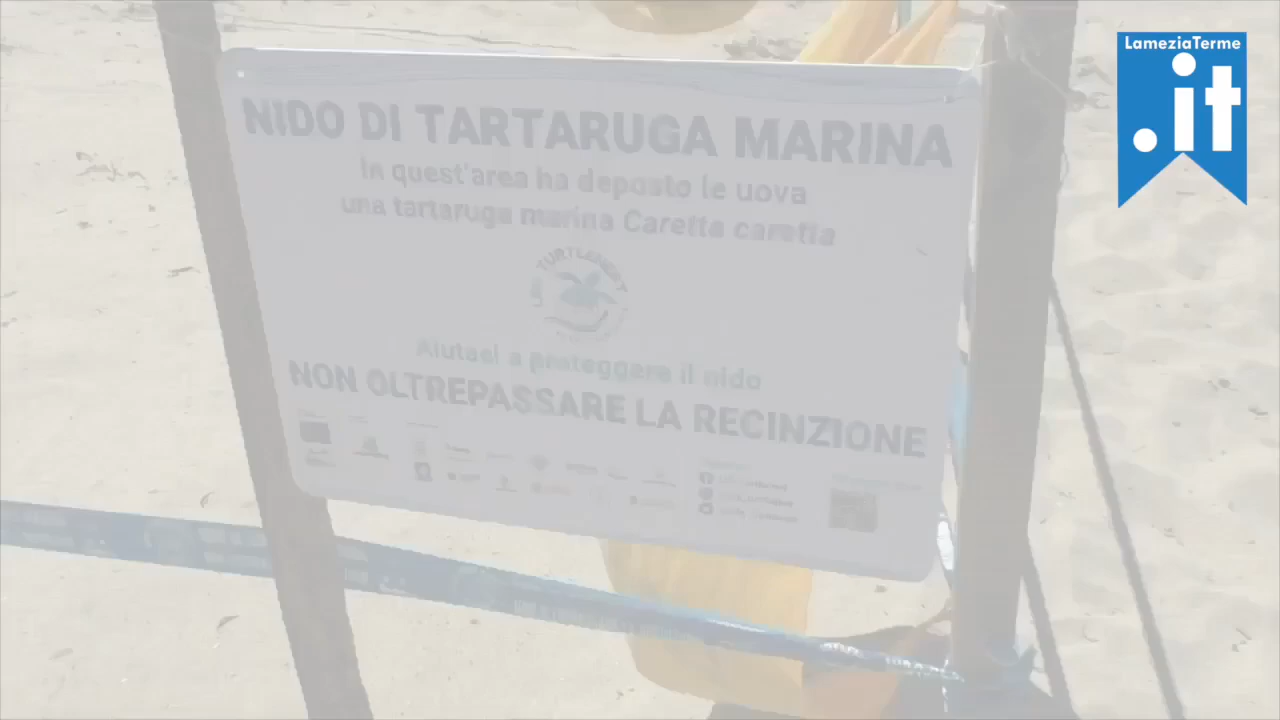 LameziaTerme
.it
NIDO DI TARTARUGA MARINA
In quest'area ha deposto le uova
una tartaruga marina Caretta caretta
LIFE TURTLENEST
Aiutaci a proteggere il nido
NON OLTREPASSARE LA RECINZIONE